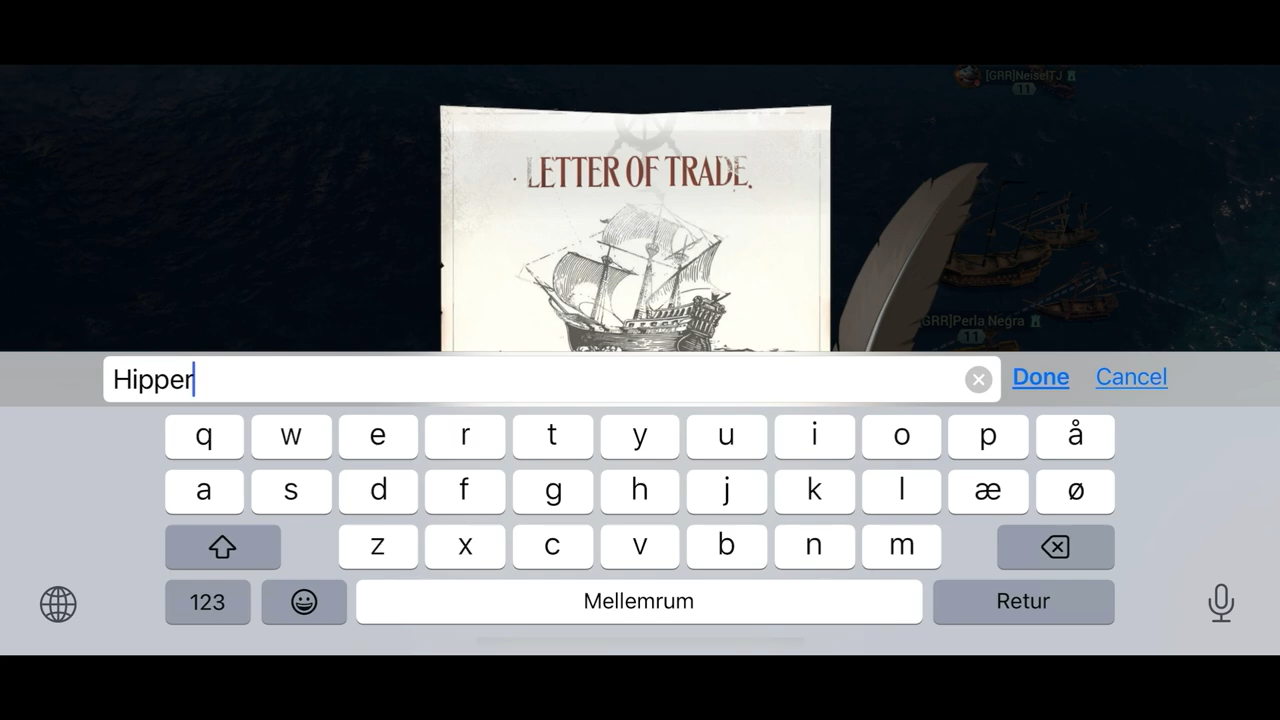 [GRR]NeiselTJ
11
LETTER OF TRADE
GRR]Perla Negra
11
Hipper
Done Cancel
q w e r t y u i o p å
a s d f g h j k l æ ø
z x c v b n m
123 Mellemrum Retur